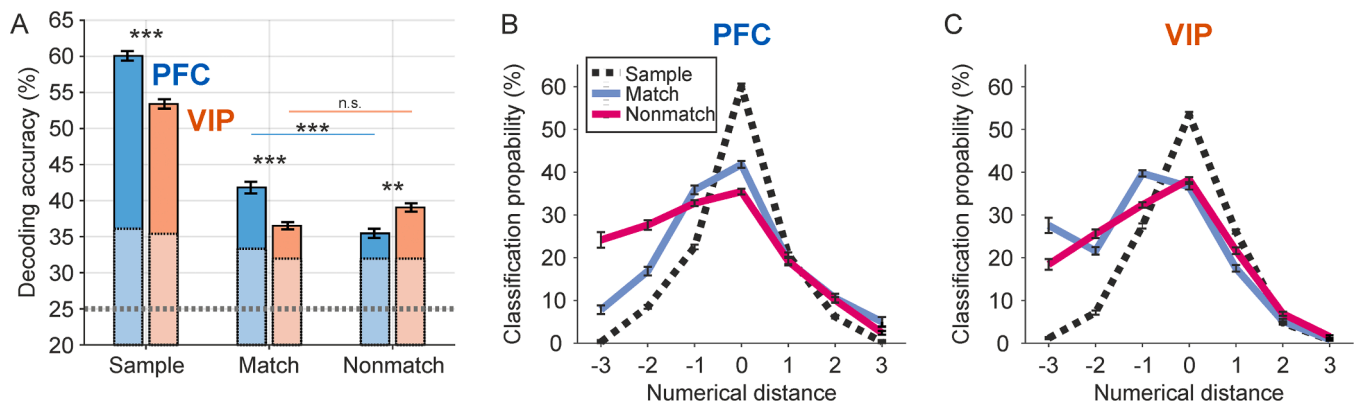 A
Decoding accuracy (%)
65
60
55
50
45
40
35
30
25
20
***
PFC
VIP
n.s.
***
***
**
Sample
Match
Nonmatch
B
PFC
Classification propability (%)
60
50
40
30
20
10
0
Sample
Match
Nonmatch
-3
-2
-1
0
1
2
3
Numerical distance
C
VIP
Classification propability (%)
60
50
40
30
20
10
0
-3
-2
-1
0
1
2
3
Numerical distance